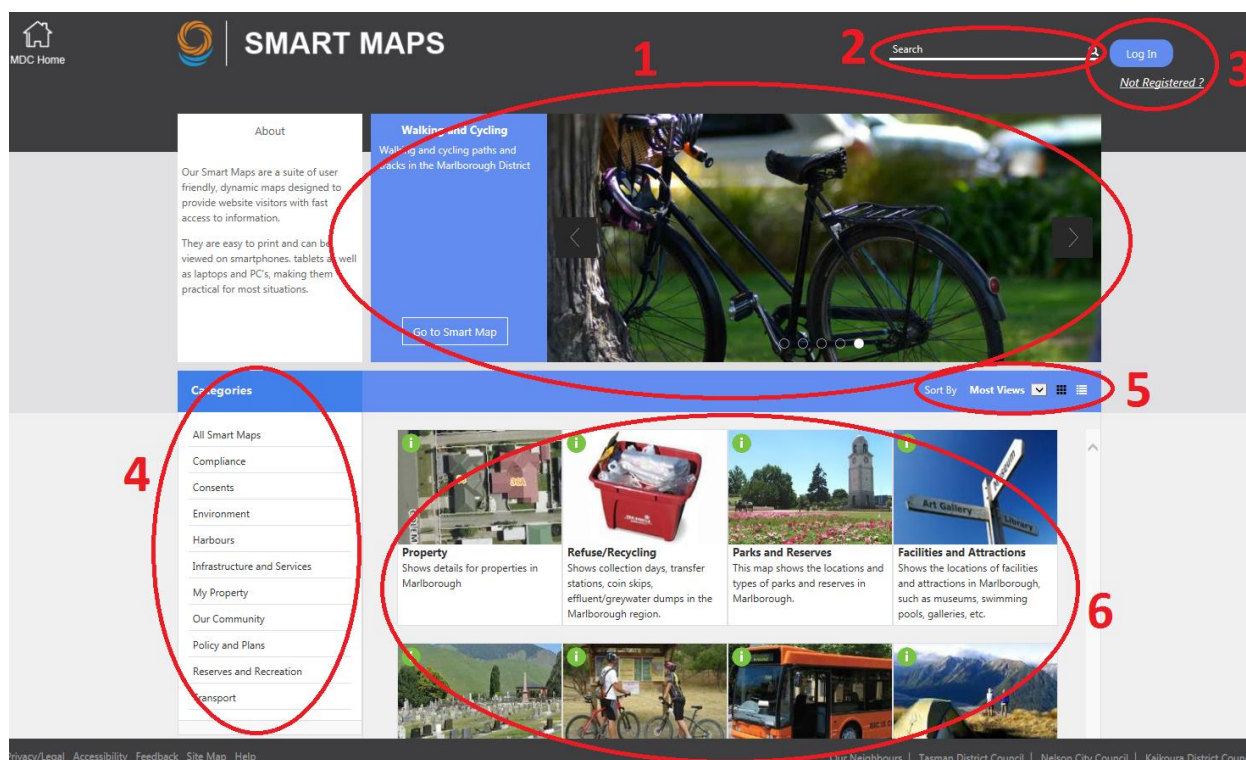 MDC Home
SMART MAPS
1
2
Search
Log In
3
Not Registered ?
About
Our Smart Maps are a suite of user
friendly, dynamic maps designed to
provide website visitors with fast
access to information.
They are easy to print and can be
viewed on smartphones. tablets as well
as laptops and PC's, making them
practical for most situations.
Walking and Cycling
Walking and cycling paths and
tracks in the Marlborough District
Go to Smart Map
Categories
Sort By Most Views
5
4
All Smart Maps
Compliance
Consents
Environment
Harbours
Infrastructure and Services
My Property
Our Community
Policy and Plans
Reserves and Recreation
Transport
Property
Shows details for properties in
Marlborough
Refuse/Recycling
Shows collection days, transfer
stations, coin skips,
effluent/greywater dumps in the
Marlborough region.
Parks and Reserves
This map shows the locations and
types of parks and reserves in
Marlborough.
Art Gallery
Museum
Library
Facilities and Attractions
Shows the locations of facilities
and attractions in Marlborough,
such as museums, swimming
pools, galleries, etc.
6
Privacy/Legal Accessibility Feedback Site Map Help
Our Neighbours | Tasman District Council | Nelson City Council | Kaikoura District Counc